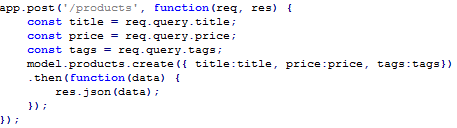 app.post('/products', function(req, res) {
    const title = req.query.title;
    const price = req.query.price;
    const tags = req.query.tags;
    model.products.create({ title:title, price:price, tags:tags})
    .then(function(data) {
        res.json(data);
    });
});